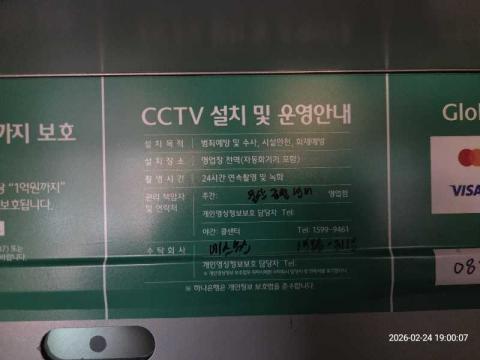 까지 보호
"1억원까지"
보호됩니다.
CCTV 설치 및 운영안내
설치목적 범죄예방 및 수사, 시설안전, 화재예방
설치장소 영업장 전역(자동화기기 포함)
촬영시간 24시간 연속촬영 및 녹화
관리 책임자 및 연락처 주간: 영업점
개인영상정보보호 담당자 Tel:
야간: 콜센터 Tel: 1599-9461
수탁회사
개인영상정보보호 담당자 Tel:
※ 하나은행은 개인정보 보호법을 준수합니다.
Glo
VISA
08
2026-02-24 19:00:07